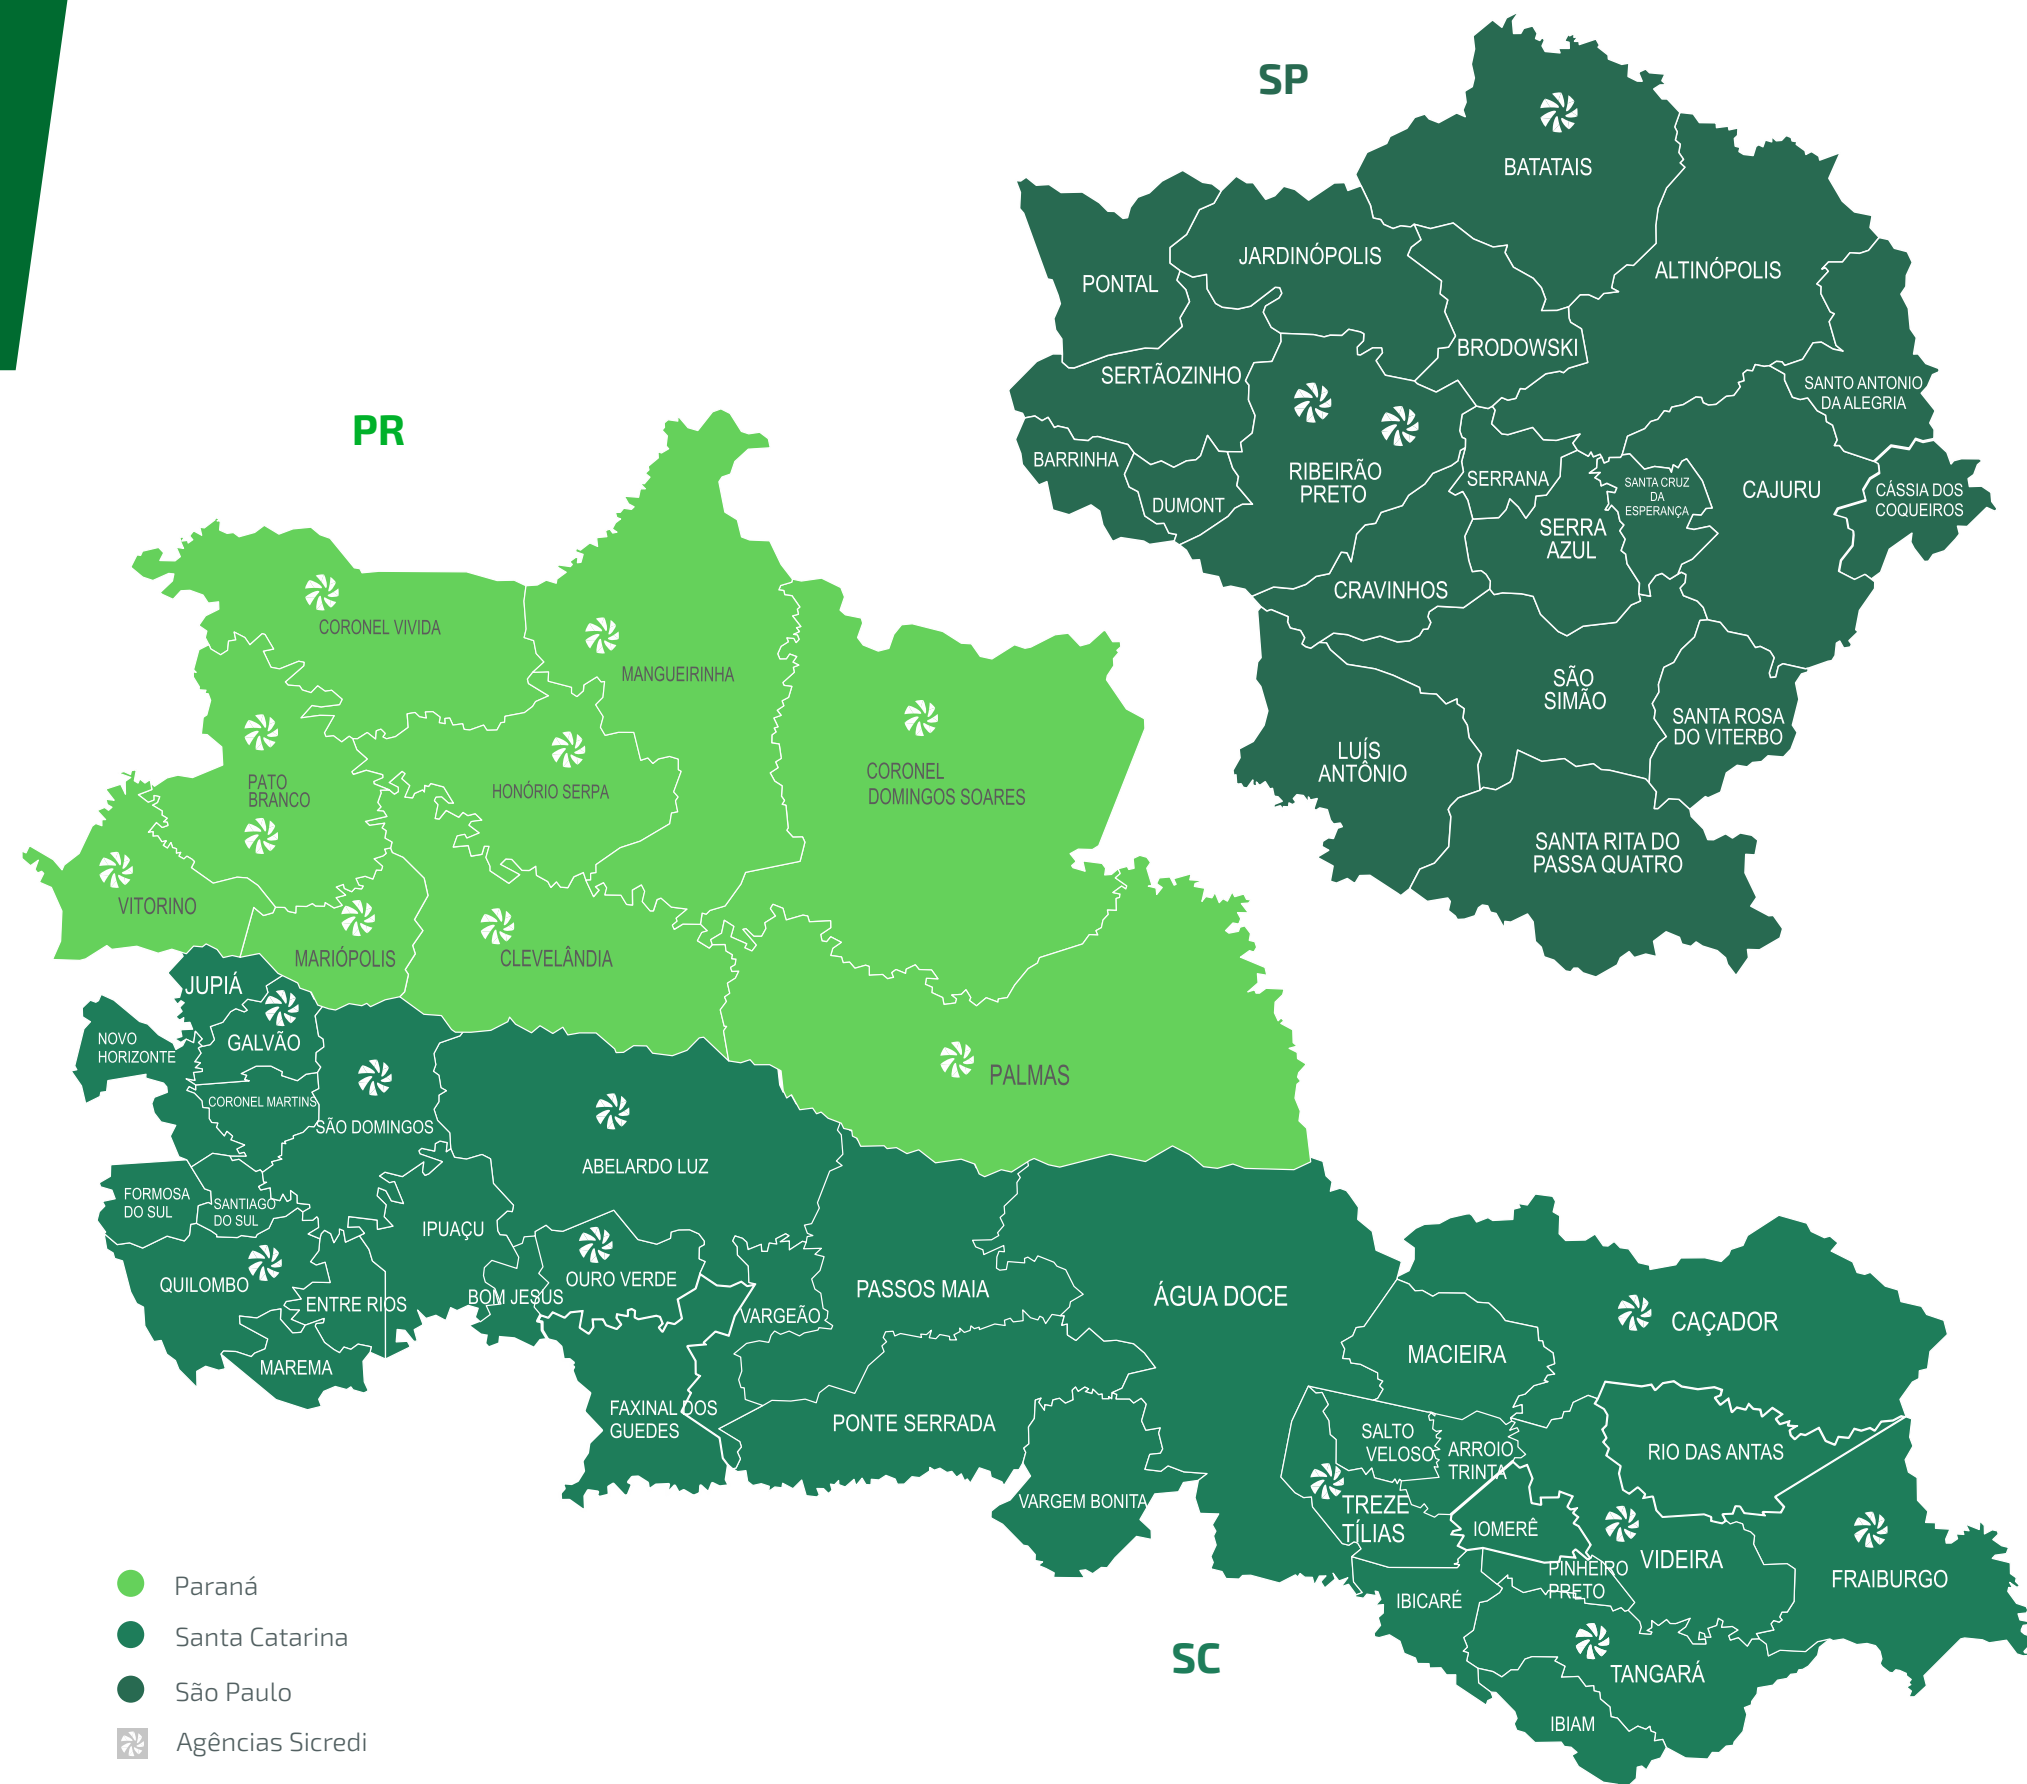 SP
BATATAIS
JARDINÓPOLIS
ALTINÓPOLIS
PONTAL
BRODOWSKI
SERTÃOZINHO
SANTO ANTONIO
DA ALEGRIA
BARRINHA
RIBEIRÃO
PRETO
SERRANA
SANTA CRUZ
DA
ESPERANÇA
CAJURU
CÁSSIA DOS
COQUEIROS
DUMONT
SERRA
AZUL
CRAVINHOS
SÃO
SIMÃO
SANTA ROSA
DO VITERBO
LUÍS
ANTÔNIO
SANTA RITA DO
PASSA QUATRO
PR
CORONEL VIVIDA
MANGUEIRINHA
CORONEL
DOMINGOS SOARES
PATO
BRANCO
HONÓRIO SERPA
VITORINO
MARIÓPOLIS
CLEVELÂNDIA
PALMAS
JUPIÁ
NOVO
HORIZONTE
GALVÃO
CORONEL MARTINS
SÃO DOMINGOS
ABELARDO LUZ
FORMOSA
DO SUL
SANTIAGO
DO SUL
IPUAÇU
QUILOMBO
ENTRE RIOS
BOM JESUS
OURO VERDE
VARGEÃO
PASSOS MAIA
ÁGUA DOCE
MAREMA
FAXINAL DOS
GUEDES
PONTE SERRADA
VARGEM BONITA
CAÇADOR
MACIEIRA
SALTO
VELOSO
ARROIO
TRINTA
RIO DAS ANTAS
TREZE
TÍLIAS
IOMERÊ
PINHEIRO
PRETO
VIDEIRA
FRAIBURGO
IBICARÉ
TANGARÁ
IBIAM
SC
Paraná
Santa Catarina
São Paulo
Agências Sicredi